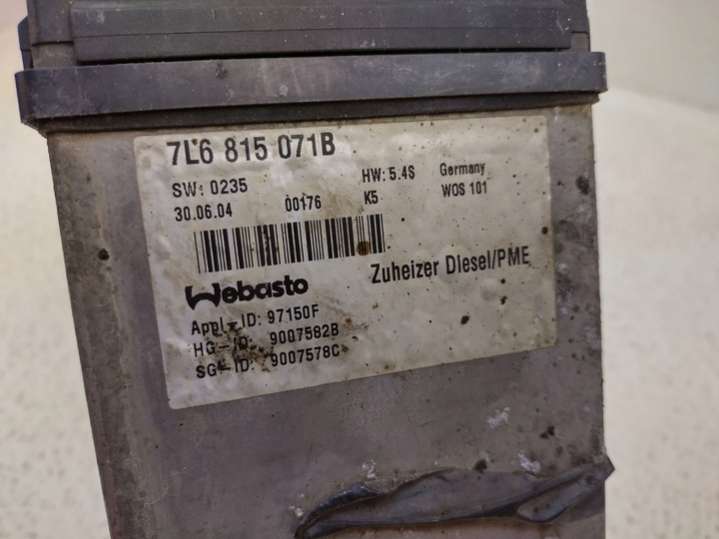 7L6 815 071B
SW: 0235 HW: 5.4S Germany
30.06.04 00176 K5 WOS 101
Webasto Zuheizer Diesel/PME
Appl-ID: 97150F
HG-ID: 9007582B
SG-ID: 9007578C